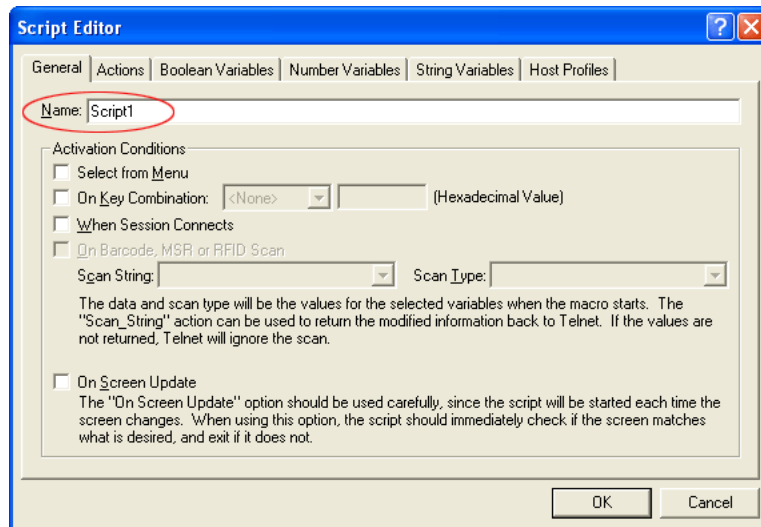 Script Editor
General Actions Boolean Variables Number Variables String Variables Host Profiles
Name: Script1
Activation Conditions
Select from Menu
On Key Combination: <None> (Hexadecimal Value)
When Session Connects
On Barcode, MSR or RFID Scan
Scan String: Scan Type:
The data and scan type will be the values for the selected variables when the macro starts. The
"Scan_String" action can be used to return the modified information back to Telnet. If the values are
not returned, Telnet will ignore the scan.
On Screen Update
The "On Screen Update" option should be used carefully, since the script will be started each time the
screen changes. When using this option, the script should immediately check if the screen matches
what is desired, and exit if it does not.
OK Cancel